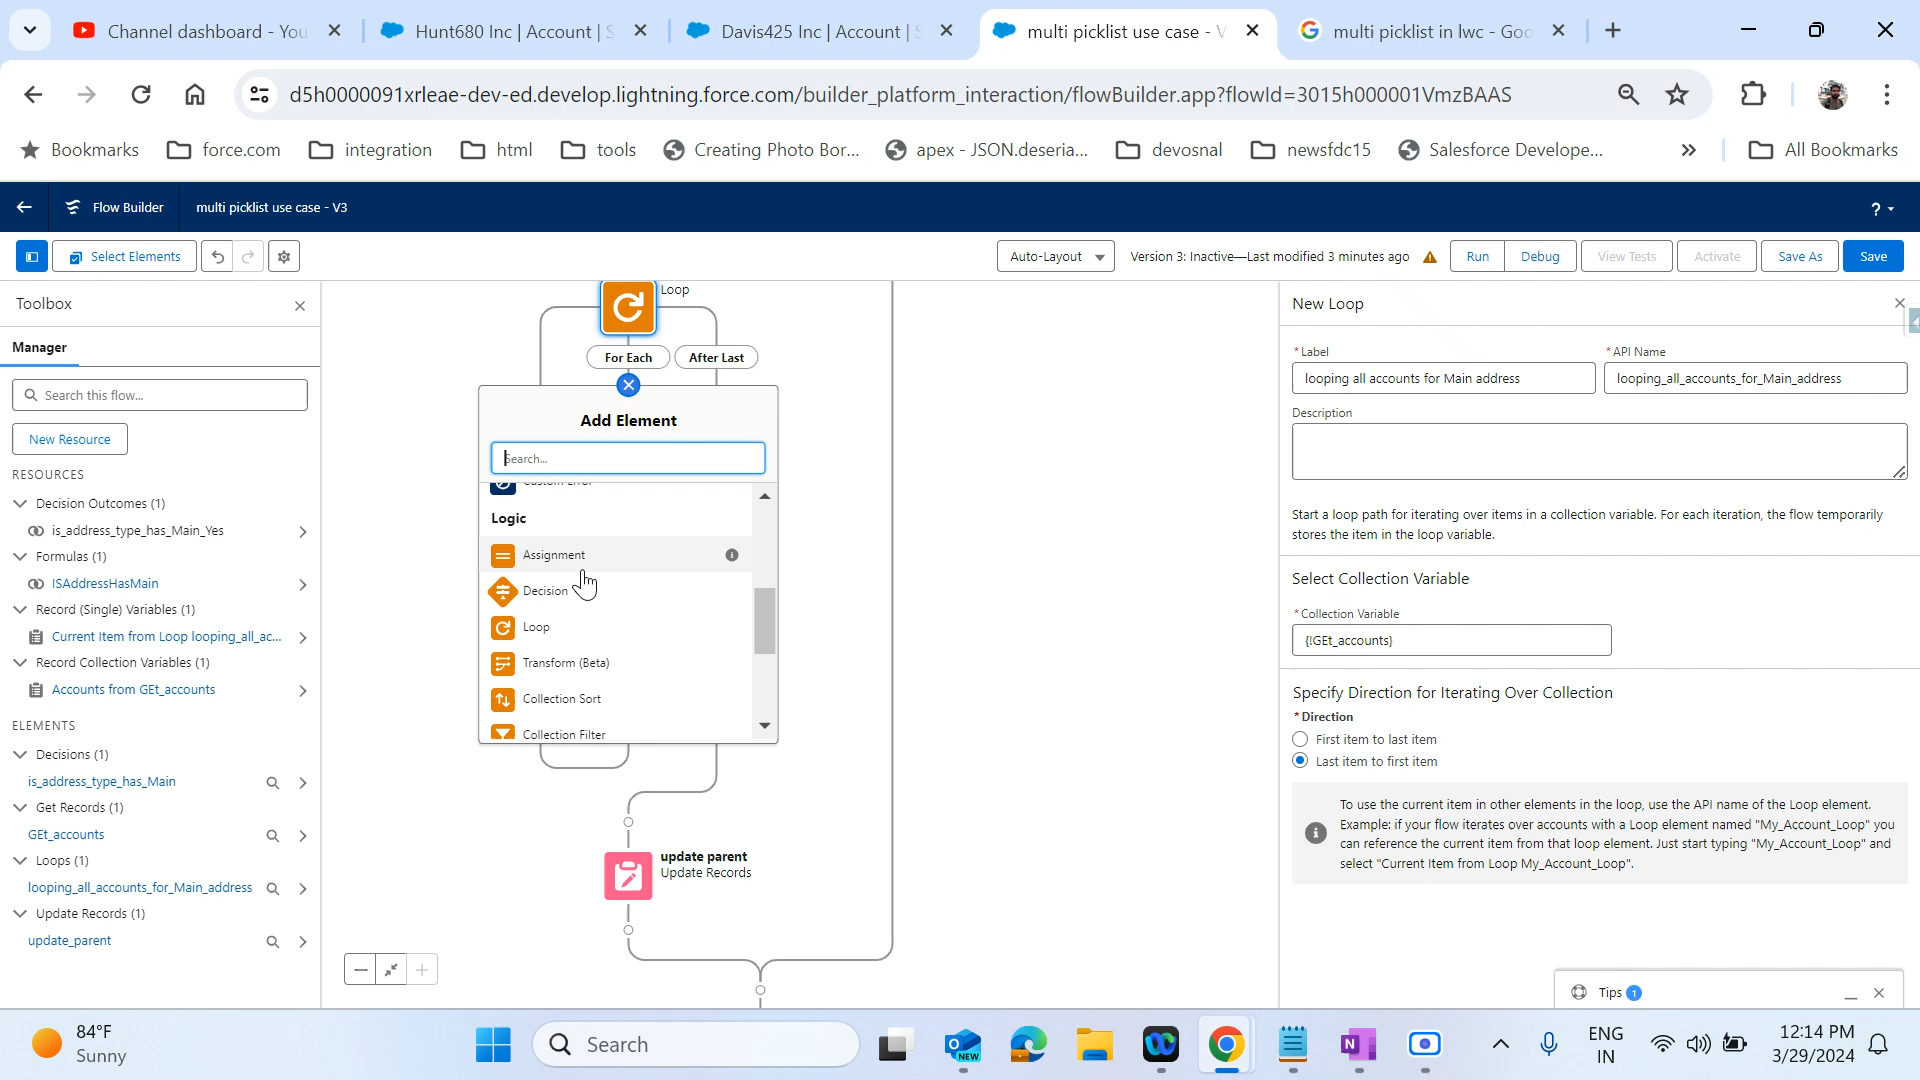 Channel dashboard - You
Hunt680 Inc | Account | S
Davis425 Inc | Account | S
multi picklist use case - V
multi picklist in lwc - Goo
d5h0000091xrleae-dev-ed.develop.lightning.force.com/builder_platform_interaction/flowBuilder.app?flowId=3015h000001VmzBAAS
Bookmarks
force.com
integration
html
tools
Creating Photo Bor...
apex - JSON.deseria...
devosnal
newsfdc15
Salesforce Develope...
All Bookmarks
Flow Builder
multi picklist use case - V3
?
Select Elements
Auto-Layout
Version 3: Inactive—Last modified 3 minutes ago
Run
Debug
View Tests
Activate
Save As
Save
Toolbox
Manager
Search this flow...
New Resource
RESOURCES
Decision Outcomes (1)
is_address_type_has_Main_Yes
Formulas (1)
ISAddressHasMain
Record (Single) Variables (1)
Current Item from Loop looping_all_ac...
Record Collection Variables (1)
Accounts from GEt_accounts
ELEMENTS
Decisions (1)
is_address_type_has_Main
Get Records (1)
GEt_accounts
Loops (1)
looping_all_accounts_for_Main_address
Update Records (1)
update_parent
Loop
For Each
After Last
Add Element
Search...
Custom Error
Logic
Assignment
Decision
Loop
Transform (Beta)
Collection Sort
Collection Filter
update parent
Update Records
New Loop
* Label
* API Name
looping all accounts for Main address
looping_all_accounts_for_Main_address
Description
Start a loop path for iterating over items in a collection variable. For each iteration, the flow temporarily
stores the item in the loop variable.
Select Collection Variable
* Collection Variable
{!GEt_accounts}
Specify Direction for Iterating Over Collection
* Direction
First item to last item
Last item to first item
To use the current item in other elements in the loop, use the API name of the Loop element.
Example: if your flow iterates over accounts with a Loop element named "My_Account_Loop" you
can reference the current item from that loop element. Just start typing "My_Account_Loop" and
select "Current Item from Loop My_Account_Loop".
Tips 1
84°F
Sunny
Search
NEW
ENG
IN
12:14 PM
3/29/2024